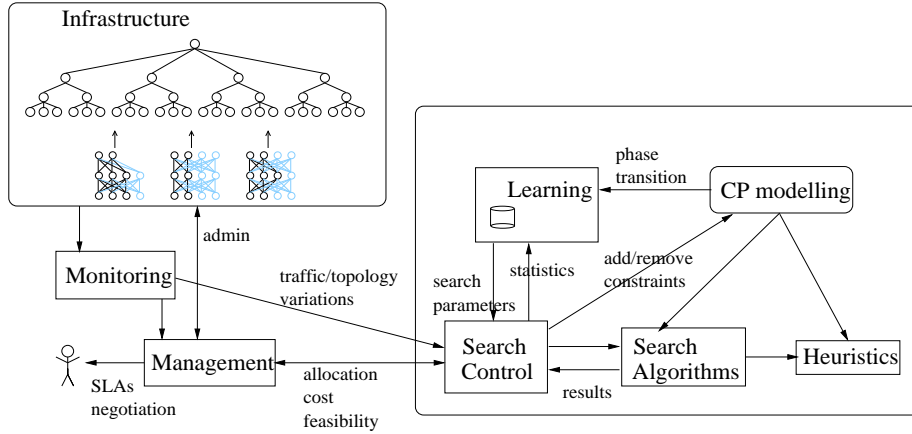 Infrastructure
phase
transition
Learning
CP modelling
admin
Monitoring
traffic/topology
variations
statistics
add/remove
constraints
search
parameters
Management
Search
Control
Search
Algorithms
Heuristics
SLAs
negotiation
allocation
cost
feasibility
results